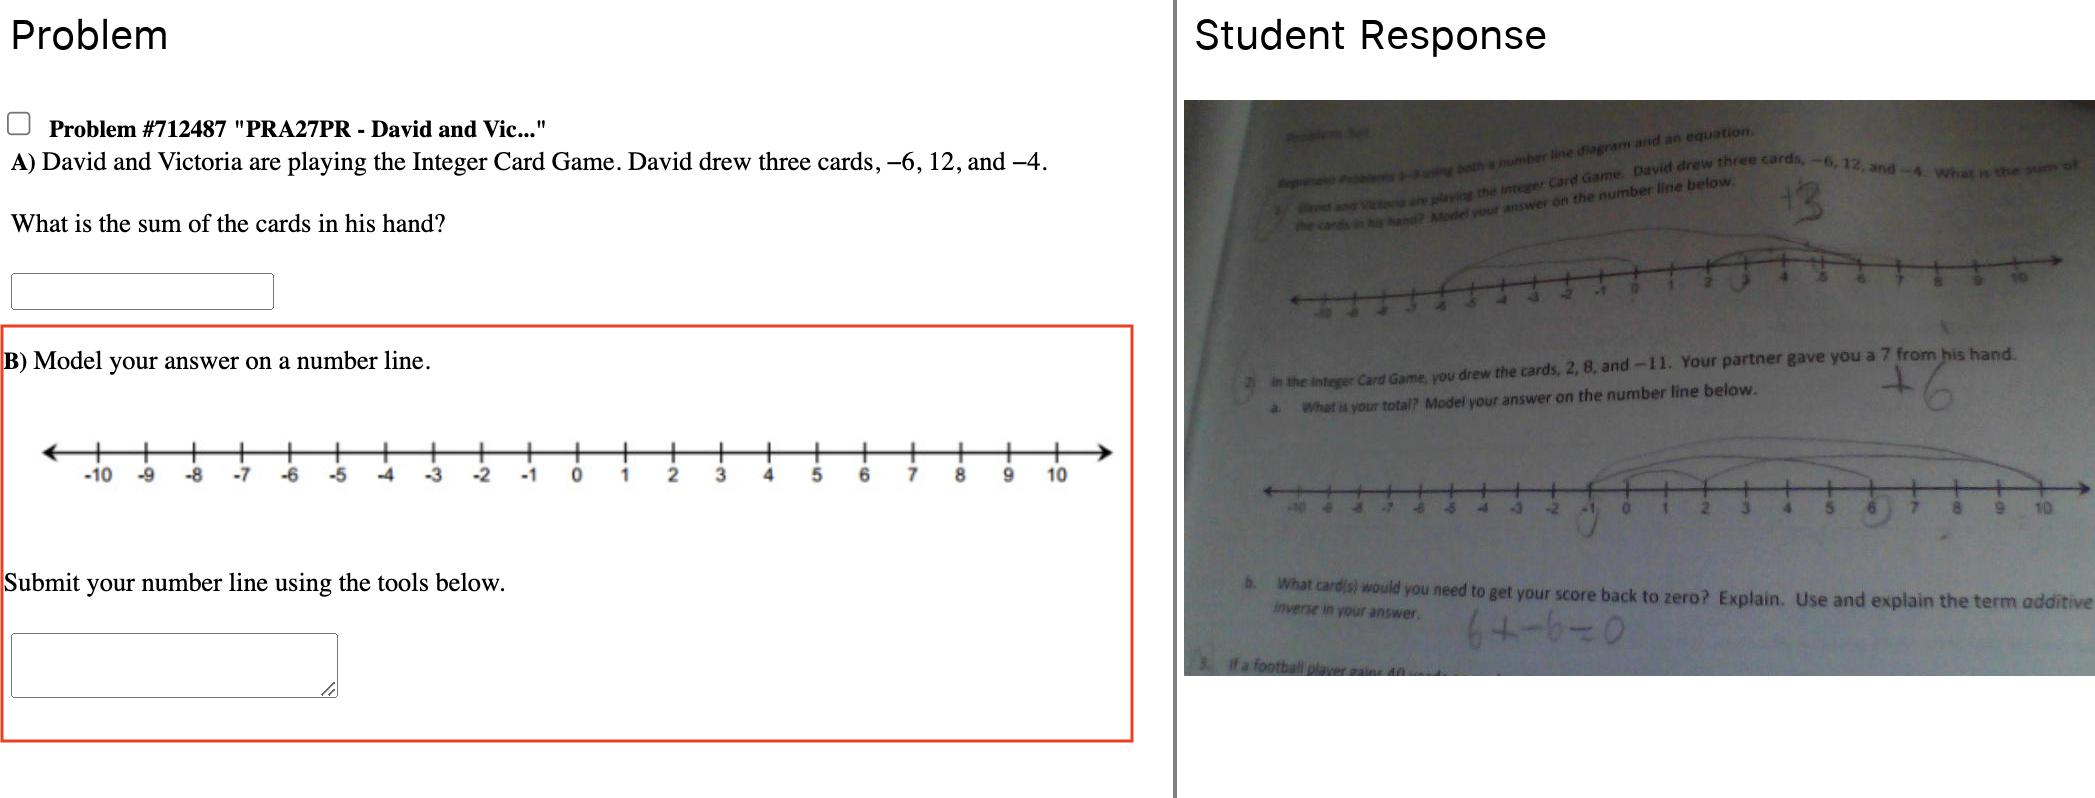 Problem
Problem #712487 "PRA27PR - David and Vic..."
A) David and Victoria are playing the Integer Card Game. David drew three cards, −6, 12, and −4.
What is the sum of the cards in his hand?
B) Model your answer on a number line.
-10 -9 -8 -7 -6 -5 -4 -3 -2 -1 0 1 2 3 4 5 6 7 8 9 10
Submit your number line using the tools below.
Student Response
Problem Set
Represent Problems 1–3 using both a number line diagram and an equation.
1. David and Victoria are playing the Integer Card Game. David drew three cards, −6, 12, and −4. What is the sum of
the cards in his hand? Model your answer on the number line below.
+3
-10 -9 -8 -7 -6 -5 -4 -3 -2 -1 0 1 2 3 4 5 6 7 8 9 10
2. In the Integer Card Game, you drew the cards, 2, 8, and −11. Your partner gave you a 7 from his hand.
a. What is your total? Model your answer on the number line below.
+6
-10 -9 -8 -7 -6 -5 -4 -3 -2 -1 0 1 2 3 4 5 6 7 8 9 10
b. What card(s) would you need to get your score back to zero? Explain. Use and explain the term additive
inverse in your answer.
6+-6=0
3. If a football player gains 40